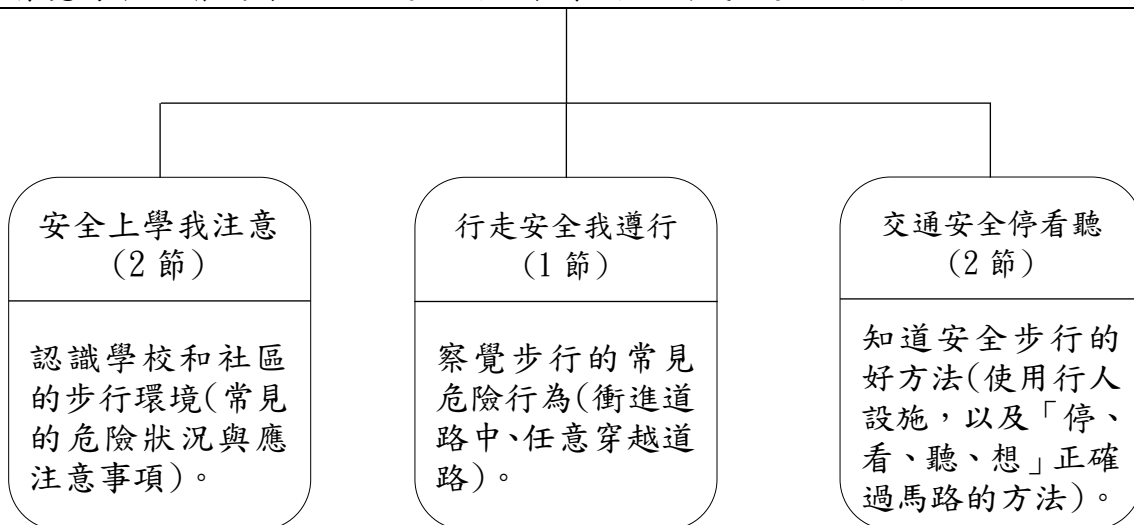 安全上學我注意
(2 節)
認識學校和社區
的步行環境(常見
的危險狀況與應
注意事項)。
行走安全我遵行
(1 節)
察覺步行的常見
危險行為(衝進道
路中、任意穿越道
路)。
交通安全停看聽
(2 節)
知道安全步行的
好方法(使用行人
設施，以及「停、
看、聽、想」正確
過馬路的方法)。